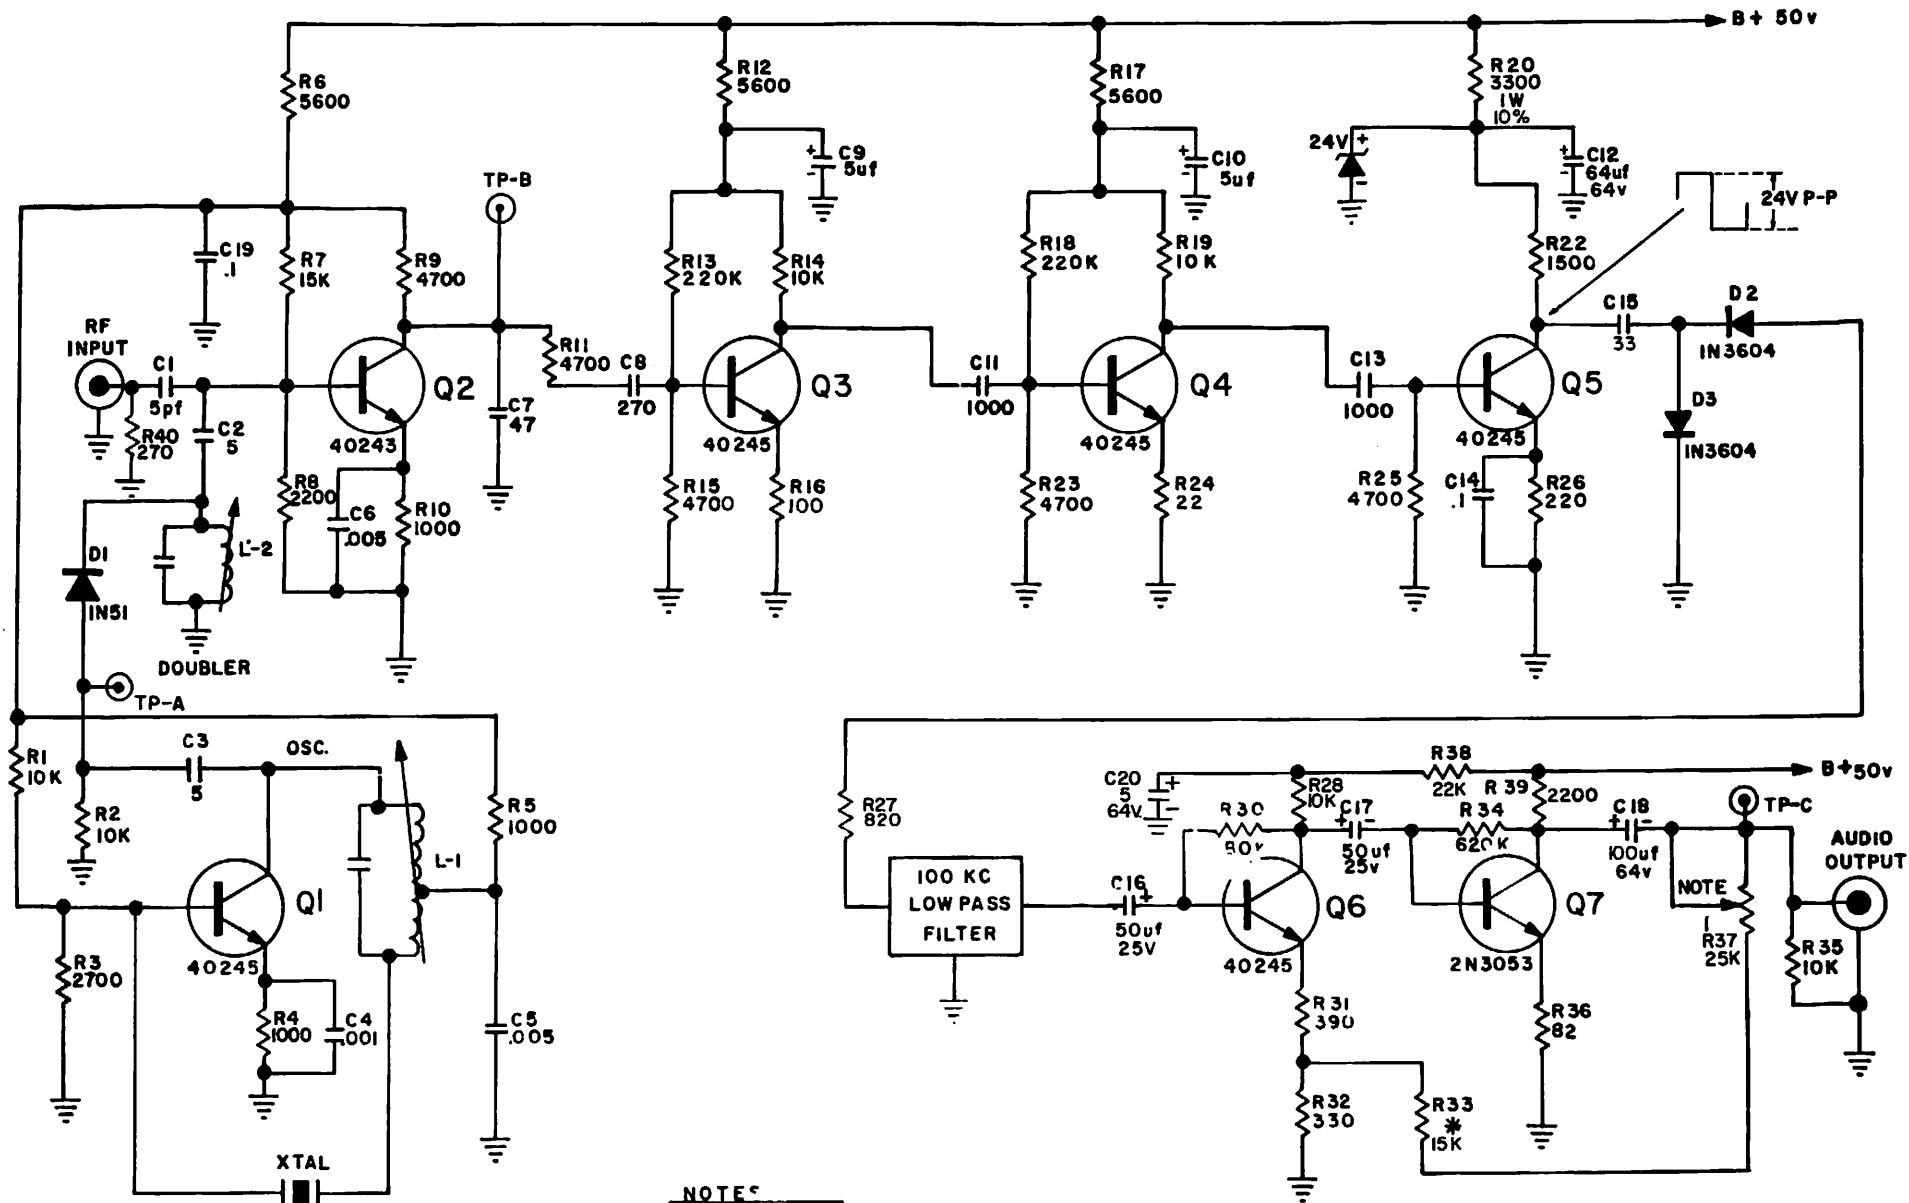 B+ 50v
R6
5600
R12
5600
R17
5600
R20
3300
1W
10%
24V
+
-
+
-
C9
5uf
+
-
C10
5uf
+
-
C12
64uf
64v
24V P-P
TP-B
C19
.1
R7
15K
R9
4700
R13
220K
R14
10K
R18
220K
R19
10K
R22
1500
RF
INPUT
C1
5pf
R40
270
C2
5
Q2
40243
R11
4700
C8
270
C7
47
Q3
40245
C11
1000
Q4
40245
C13
1000
Q5
40245
C15
33
D2
1N3604
D3
1N3604
R8
2200
C6
.005
R10
1000
R15
4700
R16
100
R23
4700
R24
22
R25
4700
C14
.1
R26
220
D1
1N51
L-2
DOUBLER
TP-A
R1
10K
R2
10K
C3
5
OSC.
R5
1000
L-1
Q1
40245
R3
2700
R4
1000
C4
.001
C5
.005
XTAL
R27
820
100 KC
LOW PASS
FILTER
C20
5
64V
+
-
R28
10K
R38
22K
R39
2200
B+50v
TP-C
R30
C17
+
-
50uf
25v
R34
620K
C18
+
-
100uf
64v
AUDIO
OUTPUT
C16
+
50uf
25V
Q6
40245
Q7
2N3053
NOTE
1
R37
25K
R35
10K
R31
390
R36
82
R32
330
R33
*
15K
NOTES